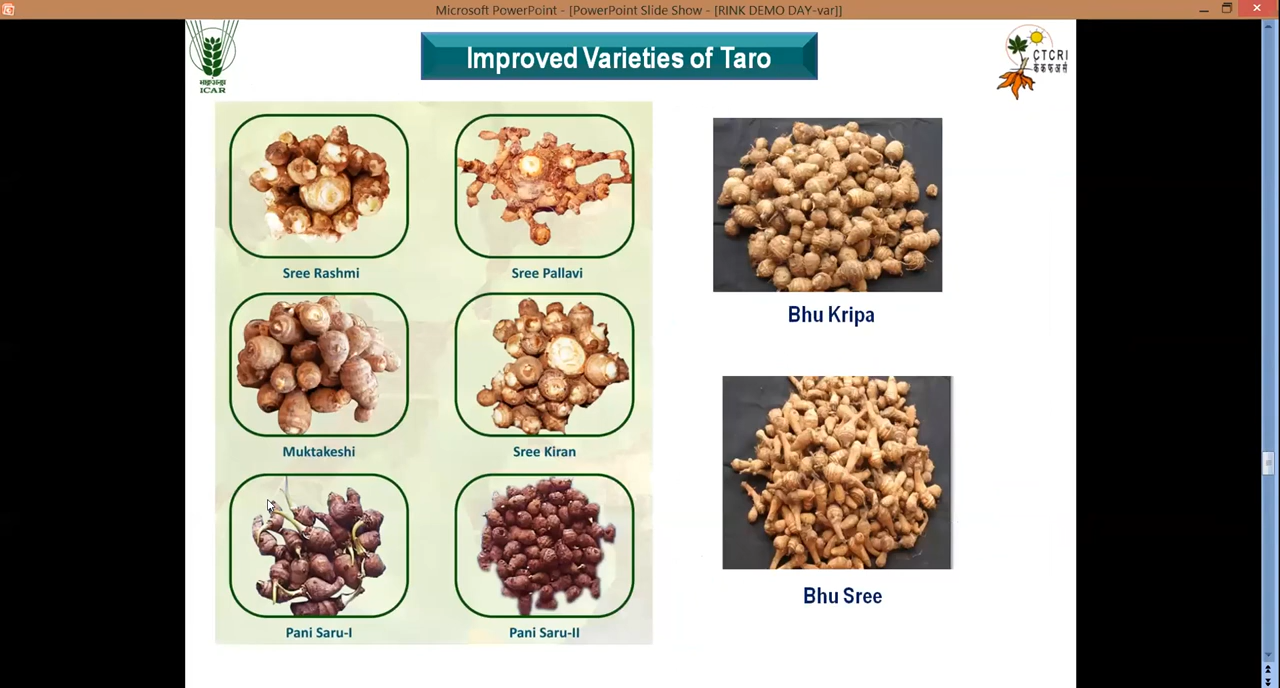 Microsoft PowerPoint - [PowerPoint Slide Show - [RINK DEMO DAY-var]]
Improved Varieties of Taro
ICAR
CTCRI
Sree Rashmi
Sree Pallavi
Bhu Kripa
Muktakeshi
Sree Kiran
Pani Saru-I
Pani Saru-II
Bhu Sree